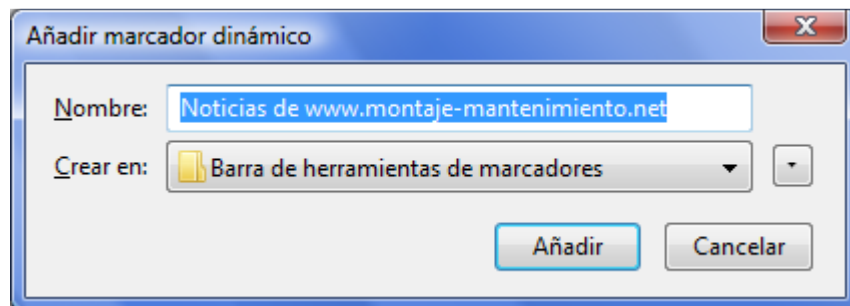 Añadir marcador dinámico
Nombre: Noticias de www.montaje-mantenimiento.net
Crear en: Barra de herramientas de marcadores
Añadir Cancelar